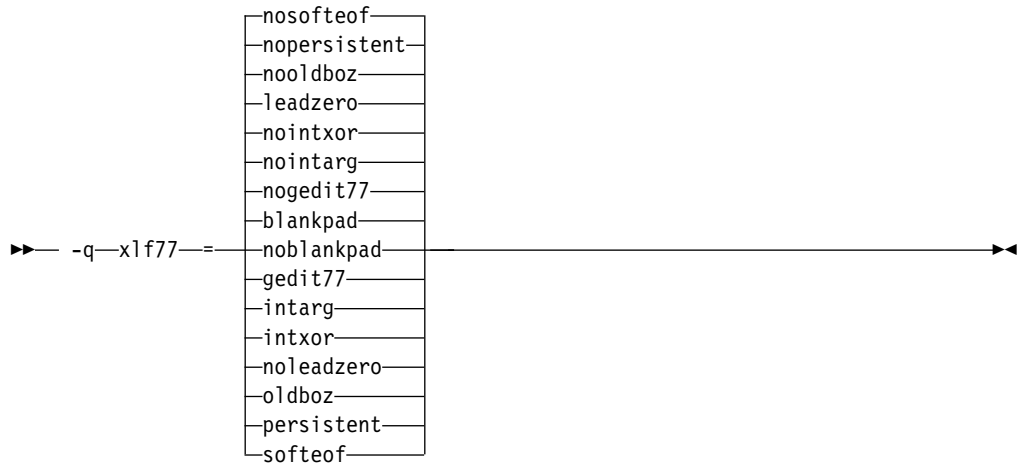 nosofteof
nopersistent
nooldboz
leadzero
nointxor
nointarg
nogedit77
blankpad
-q xlf77 = noblankpad
gedit77
intarg
intxor
noleadzero
oldboz
persistent
softeof